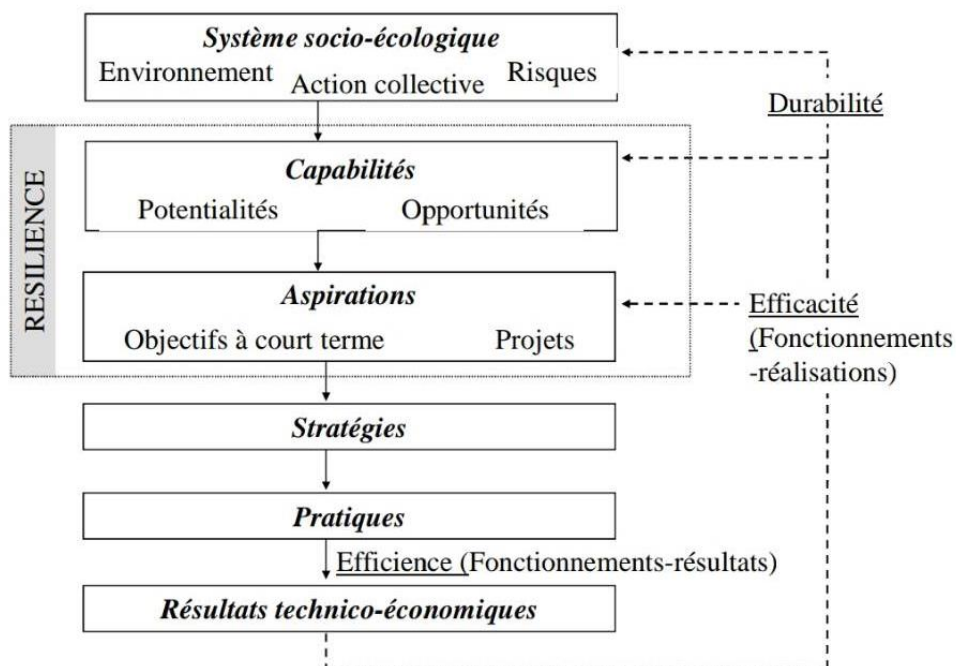 Système socio-écologique
Environnement
Action collective
Risques
Durabilité
RESILIENCE
Capabilités
Potentialités
Opportunités
Aspirations
Objectifs à court terme
Projets
Efficacité
(Fonctionnements
-réalisations)
Stratégies
Pratiques
Efficience (Fonctionnements-résultats)
Résultats technico-économiques